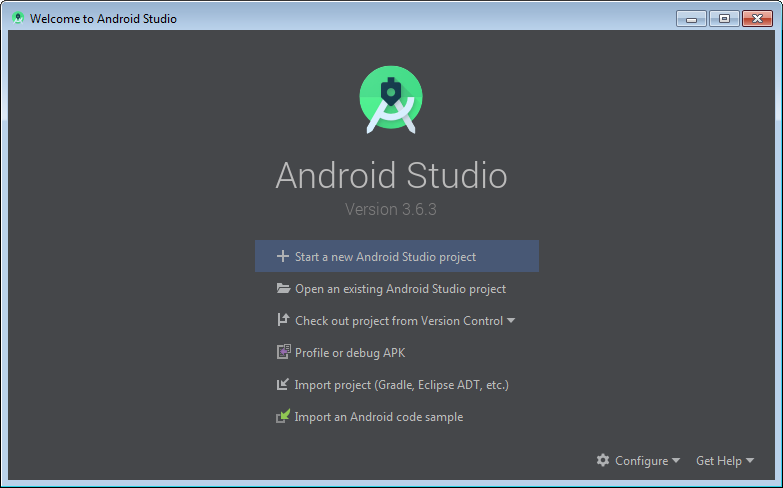 Welcome to Android Studio
Android Studio
Version 3.6.3
Start a new Android Studio project
Open an existing Android Studio project
Check out project from Version Control
Profile or debug APK
Import project (Gradle, Eclipse ADT, etc.)
Import an Android code sample
Configure Get Help